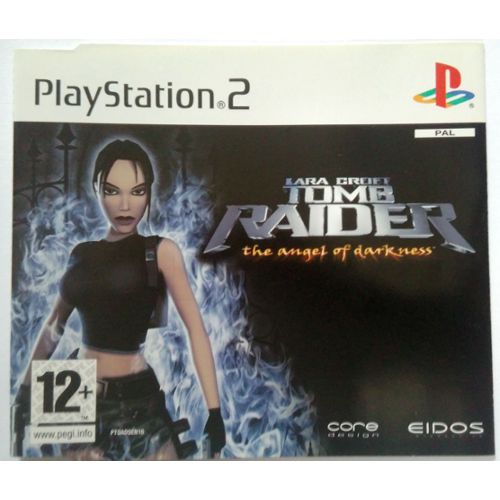 PlayStation®2
PAL
LARA CROFT
TOMB
RAIDER
the angel of darkness
12+
www.pegi.info
core
design
EIDOS